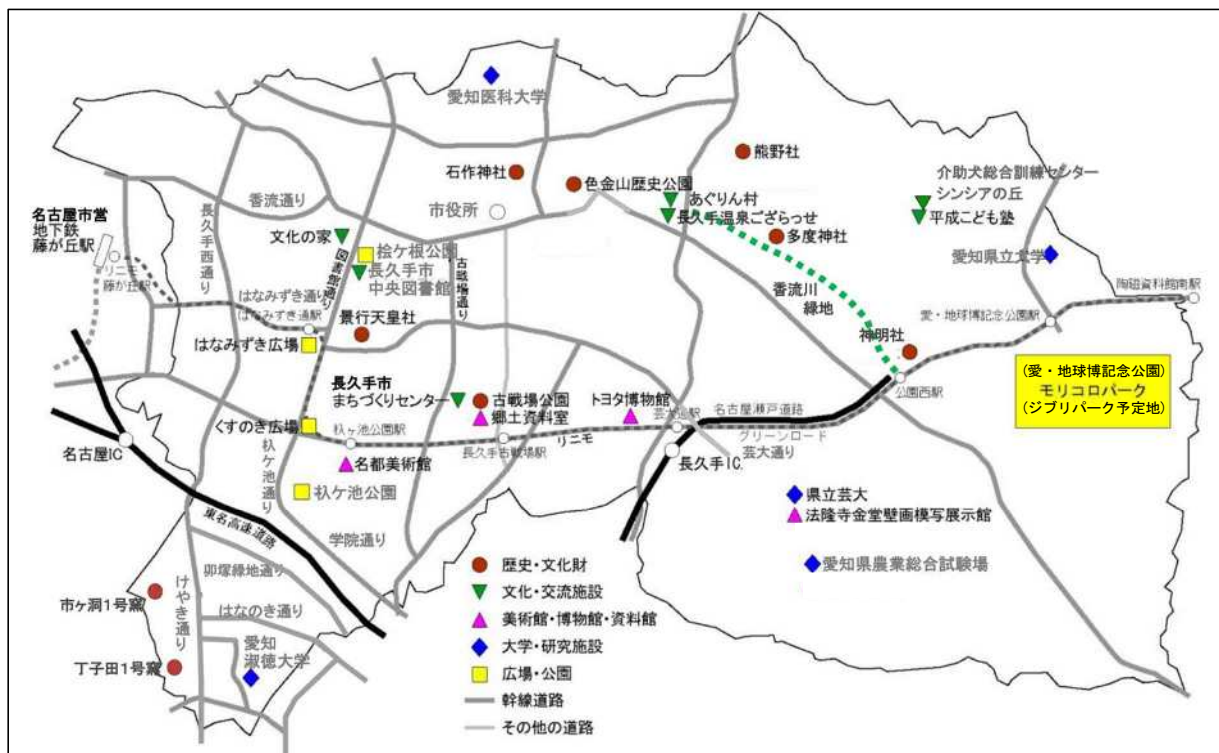 愛知医科大学
熊野社
石作神社
色金山歴史公園
介助犬総合訓練センター
シンシアの丘
あぐりん村
長久手温泉ござらっせ
平成こども塾
香流通り
市役所
名古屋市営
地下鉄
藤が丘駅
リニモ
藤が丘駅
長久手西通り
文化の家
図書館通り
桧ケ根公園
長久手市
中央図書館
古戦場通り
多度神社
愛知県立大学
陶磁資料館南駅
香流川
緑地
愛・地球博記念公園駅
はなみずき通り
はなみずき通駅
景行天皇社
はなみずき広場
神明社
公園西駅
(愛・地球博記念公園)
モリコロパーク
(ジブリパーク予定地)
長久手市
まちづくりセンター
古戦場公園
郷土資料室
トヨタ博物館
芸大通駅
名古屋瀬戸道路
グリーンロード
芸大通り
くすのき広場
杁ヶ池公園駅
長久手古戦場駅
リニモ
名古屋IC
杁ケ池通り
名都美術館
長久手IC.
杁ケ池公園
県立芸大
法隆寺金堂壁画模写展示館
東名高速道路
学院通り
愛知県農業総合試験場
卯塚緑地通り
市ヶ洞1号窯
けやき通り
はなのき通り
丁子田1号窯
愛知
淑徳大学
歴史・文化財
文化・交流施設
美術館・博物館・資料館
大学・研究施設
広場・公園
幹線道路
その他の道路